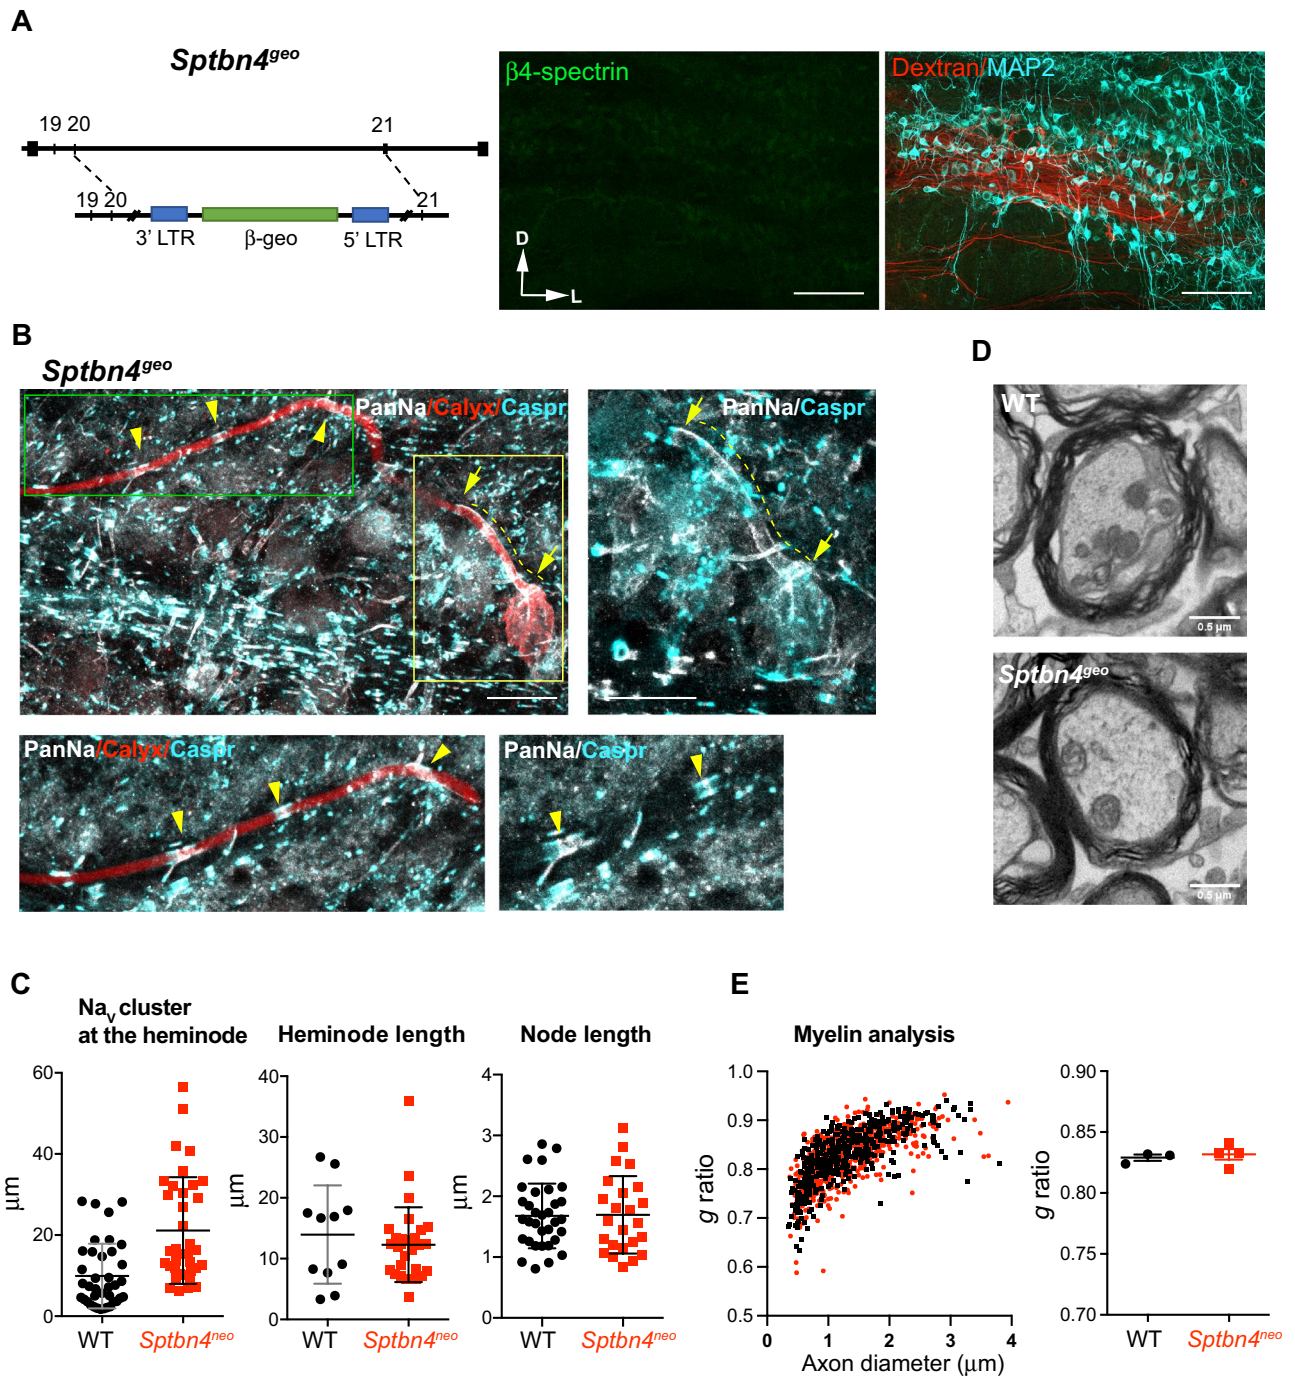 A
Sptbn4geo
19 20
21
19 20
21
3' LTR
β-geo
5' LTR
β4-spectrin
D
L
Dextran/MAP2
B
Sptbn4geo
PanNa/Calyx/Caspr
PanNa/Caspr
PanNa/Calyx/Caspr
PanNa/Caspr
D
WT
0.5 µm
Sptbn4geo
0.5 µm
C
NaV cluster
at the heminode
µm
60
40
20
0
WT
Sptbn4neo
Heminode length
µm
40
30
20
10
0
WT
Sptbn4neo
Node length
µm
4
3
2
1
0
WT
Sptbn4neo
E
Myelin analysis
g ratio
1.0
0.9
0.8
0.7
0.6
0.5
0
1
2
3
4
Axon diameter (µm)
g ratio
0.90
0.85
0.80
0.75
0.70
WT
Sptbn4neo